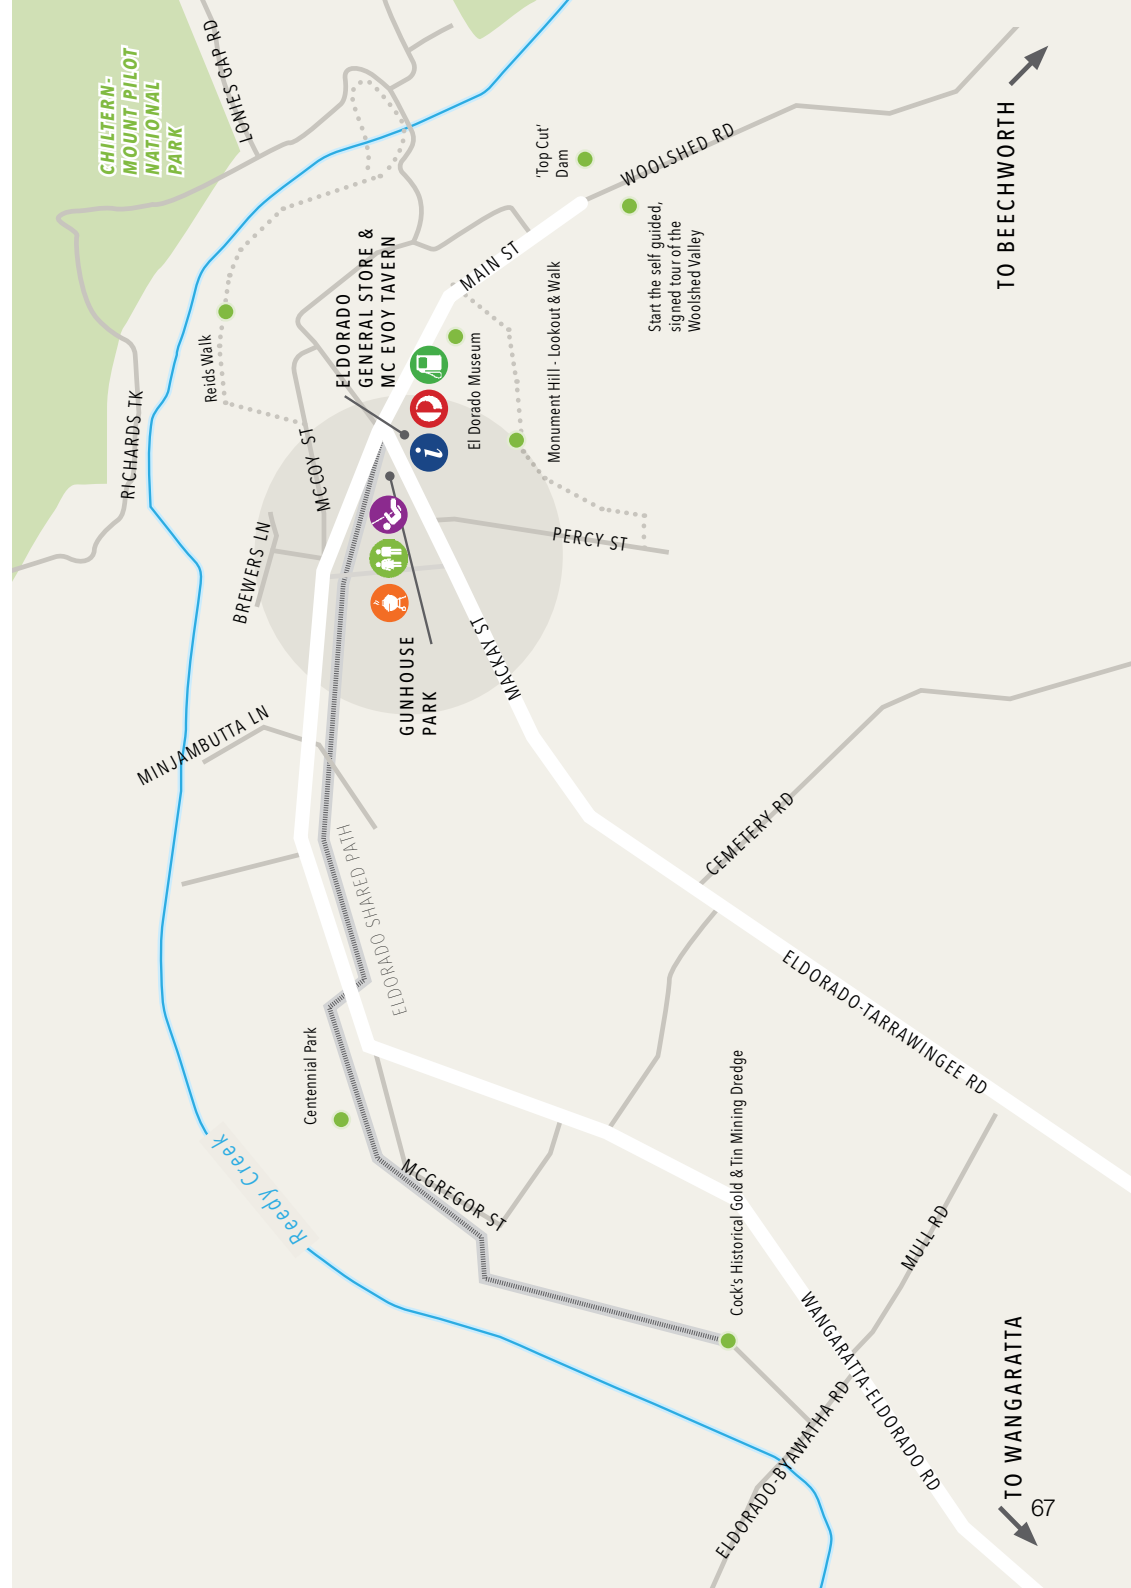 CHILTERN-
MOUNT PILOT
NATIONAL
PARK
LONIES GAP RD
RICHARDS TK
Reids Walk
MCCOY ST
BREWERS LN
MINJAMBUTTA LN
ELDORADO
GENERAL STORE &
MC EVOY TAVERN
MAIN ST
'Top Cut'
Dam
WOOLSHED RD
Start the self guided,
signed tour of the
Woolshed Valley
Monument Hill - Lookout & Walk
El Dorado Museum
i
PERCY ST
GUNHOUSE
PARK
MACKAY ST
TO BEECHWORTH
CEMETERY RD
ELDORADO SHARED PATH
Centennial Park
Reedy Creek
MCGREGOR ST
ELDORADO-TARRAWINGEE RD
Cock's Historical Gold & Tin Mining Dredge
MULL RD
WANGARATTA-ELDORADO RD
ELDORADO-BYAWATHA RD
TO WANGARATTA
67